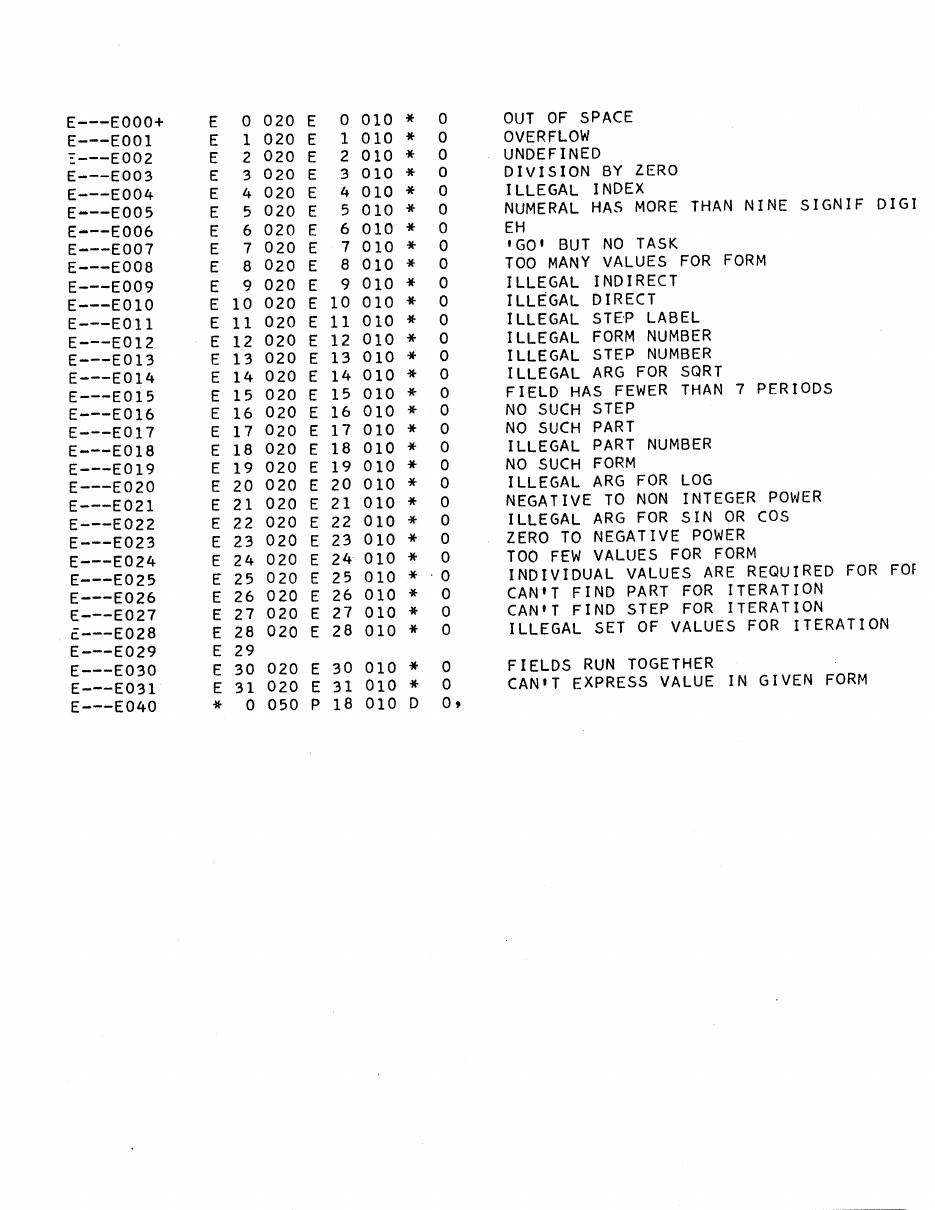 E---E000+ E 0 020 E 0 010 * 0 OUT OF SPACE
E---E001 E 1 020 E 1 010 * 0 OVERFLOW
E---E002 E 2 020 E 2 010 * 0 UNDEFINED
E---E003 E 3 020 E 3 010 * 0 DIVISION BY ZERO
E---E004 E 4 020 E 4 010 * 0 ILLEGAL INDEX
E---E005 E 5 020 E 5 010 * 0 NUMERAL HAS MORE THAN NINE SIGNIF DIGI
E---E006 E 6 020 E 6 010 * 0 EH
E---E007 E 7 020 E 7 010 * 0 'GO' BUT NO TASK
E---E008 E 8 020 E 8 010 * 0 TOO MANY VALUES FOR FORM
E---E009 E 9 020 E 9 010 * 0 ILLEGAL INDIRECT
E---E010 E 10 020 E 10 010 * 0 ILLEGAL DIRECT
E---E011 E 11 020 E 11 010 * 0 ILLEGAL STEP LABEL
E---E012 E 12 020 E 12 010 * 0 ILLEGAL FORM NUMBER
E---E013 E 13 020 E 13 010 * 0 ILLEGAL STEP NUMBER
E---E014 E 14 020 E 14 010 * 0 ILLEGAL ARG FOR SQRT
E---E015 E 15 020 E 15 010 * 0 FIELD HAS FEWER THAN 7 PERIODS
E---E016 E 16 020 E 16 010 * 0 NO SUCH STEP
E---E017 E 17 020 E 17 010 * 0 NO SUCH PART
E---E018 E 18 020 E 18 010 * 0 ILLEGAL PART NUMBER
E---E019 E 19 020 E 19 010 * 0 NO SUCH FORM
E---E020 E 20 020 E 20 010 * 0 ILLEGAL ARG FOR LOG
E---E021 E 21 020 E 21 010 * 0 NEGATIVE TO NON INTEGER POWER
E---E022 E 22 020 E 22 010 * 0 ILLEGAL ARG FOR SIN OR COS
E---E023 E 23 020 E 23 010 * 0 ZERO TO NEGATIVE POWER
E---E024 E 24 020 E 24 010 * 0 TOO FEW VALUES FOR FORM
E---E025 E 25 020 E 25 010 * 0 INDIVIDUAL VALUES ARE REQUIRED FOR FOR
E---E026 E 26 020 E 26 010 * 0 CAN'T FIND PART FOR ITERATION
E---E027 E 27 020 E 27 010 * 0 CAN'T FIND STEP FOR ITERATION
E---E028 E 28 020 E 28 010 * 0 ILLEGAL SET OF VALUES FOR ITERATION
E---E029 E 29
E---E030 E 30 020 E 30 010 * 0 FIELDS RUN TOGETHER
E---E031 E 31 020 E 31 010 * 0 CAN'T EXPRESS VALUE IN GIVEN FORM
E---E040 * 0 050 P 18 010 D 0,